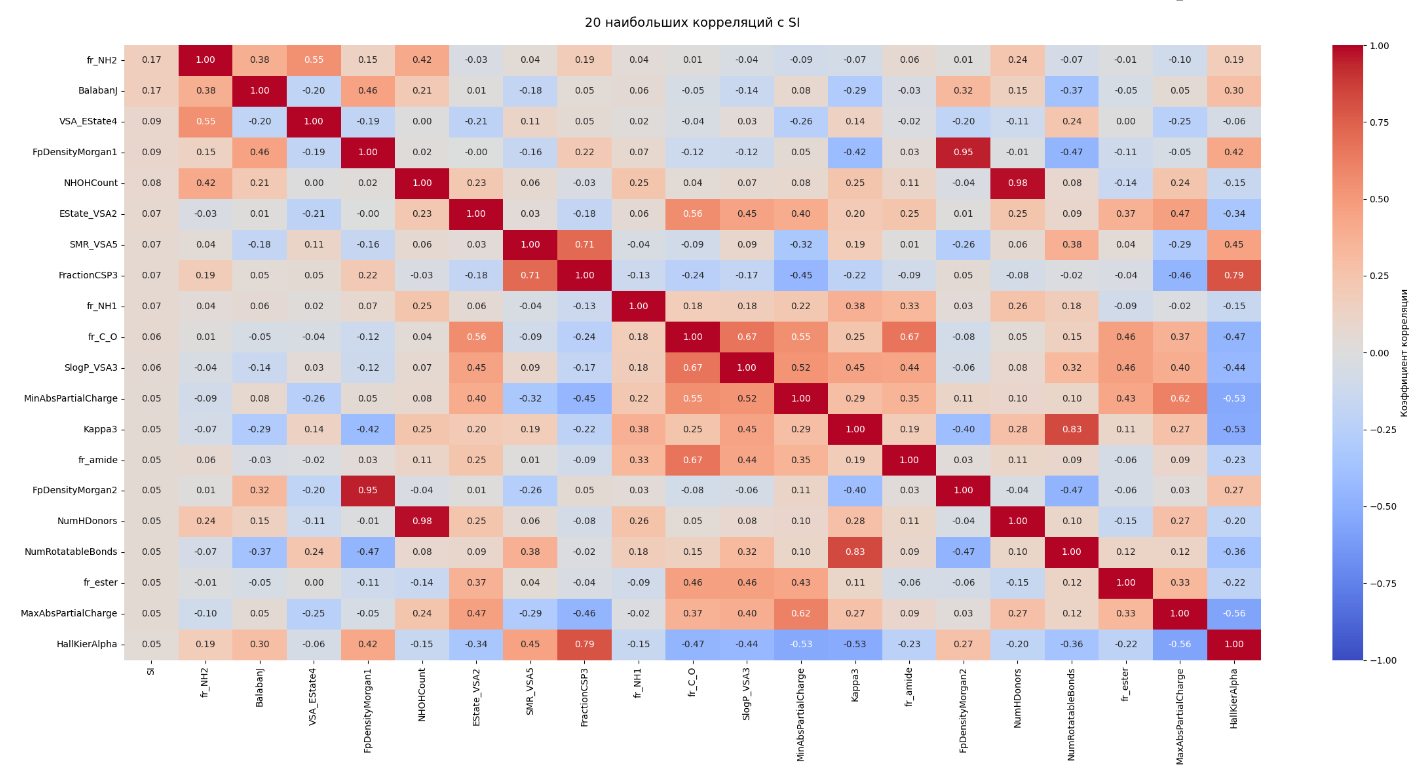 20 наибольших корреляций с SI
fr_NH2 0.17 1.00 0.38 0.55 0.15 0.42 -0.03 0.04 0.19 0.04 0.01 -0.04 -0.09 -0.07 0.06 0.01 0.24 -0.07 -0.01 -0.10 0.19
BalabanJ 0.17 0.38 1.00 -0.20 0.46 0.21 0.01 -0.18 0.05 0.06 -0.05 -0.14 0.08 -0.29 -0.03 0.32 0.15 -0.37 -0.05 0.05 0.30
VSA_EState4 0.09 0.55 -0.20 1.00 -0.19 0.00 -0.21 0.11 0.05 0.02 -0.04 0.03 -0.26 0.14 -0.02 -0.20 -0.11 0.24 0.00 -0.25 -0.06
FpDensityMorgan1 0.09 0.15 0.46 -0.19 1.00 0.02 -0.00 -0.16 0.22 0.07 -0.12 -0.12 0.05 -0.42 0.03 0.95 -0.01 -0.47 -0.11 -0.05 0.42
NHOHCount 0.08 0.42 0.21 0.00 0.02 1.00 0.23 0.06 -0.03 0.25 0.04 0.07 0.08 0.25 0.11 -0.04 0.98 0.08 -0.14 0.24 -0.15
EState_VSA2 0.07 -0.03 0.01 -0.21 -0.00 0.23 1.00 0.03 -0.18 0.06 0.56 0.45 0.40 0.20 0.25 0.01 0.25 0.09 0.37 0.47 -0.34
SMR_VSA5 0.07 0.04 -0.18 0.11 -0.16 0.06 0.03 1.00 0.71 -0.04 -0.09 0.09 -0.32 0.19 0.01 -0.26 0.06 0.38 0.04 -0.29 0.45
FractionCSP3 0.07 0.19 0.05 0.05 0.22 -0.03 -0.18 0.71 1.00 -0.13 -0.24 -0.17 -0.45 -0.22 -0.09 0.05 -0.08 -0.02 -0.04 -0.46 0.79
fr_NH1 0.07 0.04 0.06 0.02 0.07 0.25 0.06 -0.04 -0.13 1.00 0.18 0.18 0.22 0.38 0.33 0.03 0.26 0.18 -0.09 -0.02 -0.15
fr_C_O 0.06 0.01 -0.05 -0.04 -0.12 0.04 0.56 -0.09 -0.24 0.18 1.00 0.67 0.55 0.25 0.67 -0.08 0.05 0.15 0.46 0.37 -0.47
SlogP_VSA3 0.06 -0.04 -0.14 0.03 -0.12 0.07 0.45 0.09 -0.17 0.18 0.67 1.00 0.52 0.45 0.44 -0.06 0.08 0.32 0.46 0.40 -0.44
MinAbsPartialCharge 0.05 -0.09 0.08 -0.26 0.05 0.08 0.40 -0.32 -0.45 0.22 0.55 0.52 1.00 0.29 0.35 0.11 0.10 0.10 0.43 0.62 -0.53
Kappa3 0.05 -0.07 -0.29 0.14 -0.42 0.25 0.20 0.19 -0.22 0.38 0.25 0.45 0.29 1.00 0.19 -0.40 0.28 0.83 0.11 0.27 -0.53
fr_amide 0.05 0.06 -0.03 -0.02 0.03 0.11 0.25 0.01 -0.09 0.33 0.67 0.44 0.35 0.19 1.00 0.03 0.11 0.09 -0.06 0.09 -0.23
FpDensityMorgan2 0.05 0.01 0.32 -0.20 0.95 -0.04 0.01 -0.26 0.05 0.03 -0.08 -0.06 0.11 -0.40 0.03 1.00 -0.04 -0.47 -0.06 0.03 0.27
NumHDonors 0.05 0.24 0.15 -0.11 -0.01 0.98 0.25 0.06 -0.08 0.26 0.05 0.08 0.10 0.28 0.11 -0.04 1.00 0.10 -0.15 0.27 -0.20
NumRotatableBonds 0.05 -0.07 -0.37 0.24 -0.47 0.08 0.09 0.38 -0.02 0.18 0.15 0.32 0.10 0.83 0.09 -0.47 0.10 1.00 0.12 0.12 -0.36
fr_ester 0.05 -0.01 -0.05 0.00 -0.11 -0.14 0.37 0.04 -0.04 -0.09 0.46 0.46 0.43 0.11 -0.06 -0.06 -0.15 0.12 1.00 0.33 -0.22
MaxAbsPartialCharge 0.05 -0.10 0.05 -0.25 -0.05 0.24 0.47 -0.29 -0.46 -0.02 0.37 0.40 0.62 0.27 0.09 0.03 0.27 0.12 0.33 1.00 -0.56
HallKierAlpha 0.05 0.19 0.30 -0.06 0.42 -0.15 -0.34 0.45 0.79 -0.15 -0.47 -0.44 -0.53 -0.53 -0.23 0.27 -0.20 -0.36 -0.22 -0.56 1.00
SI
fr_NH2
BalabanJ
VSA_EState4
FpDensityMorgan1
NHOHCount
EState_VSA2
SMR_VSA5
FractionCSP3
fr_NH1
fr_C_O
SlogP_VSA3
MinAbsPartialCharge
Kappa3
fr_amide
FpDensityMorgan2
NumHDonors
NumRotatableBonds
fr_ester
MaxAbsPartialCharge
HallKierAlpha
1.00
0.75
0.50
0.25
0.00
−0.25
−0.50
−0.75
−1.00
Коэффициент корреляции